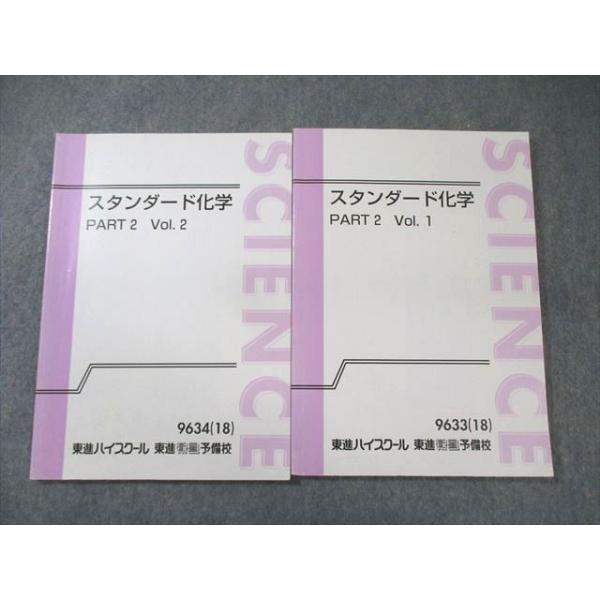 スタンダード化学
PART 2 Vol. 2
9634(18)
東進ハイスクール 東進衛星予備校
SCIENCE
スタンダード化学
PART 2 Vol. 1
9633(18)
東進ハイスクール 東進衛星予備校
SCIENCE